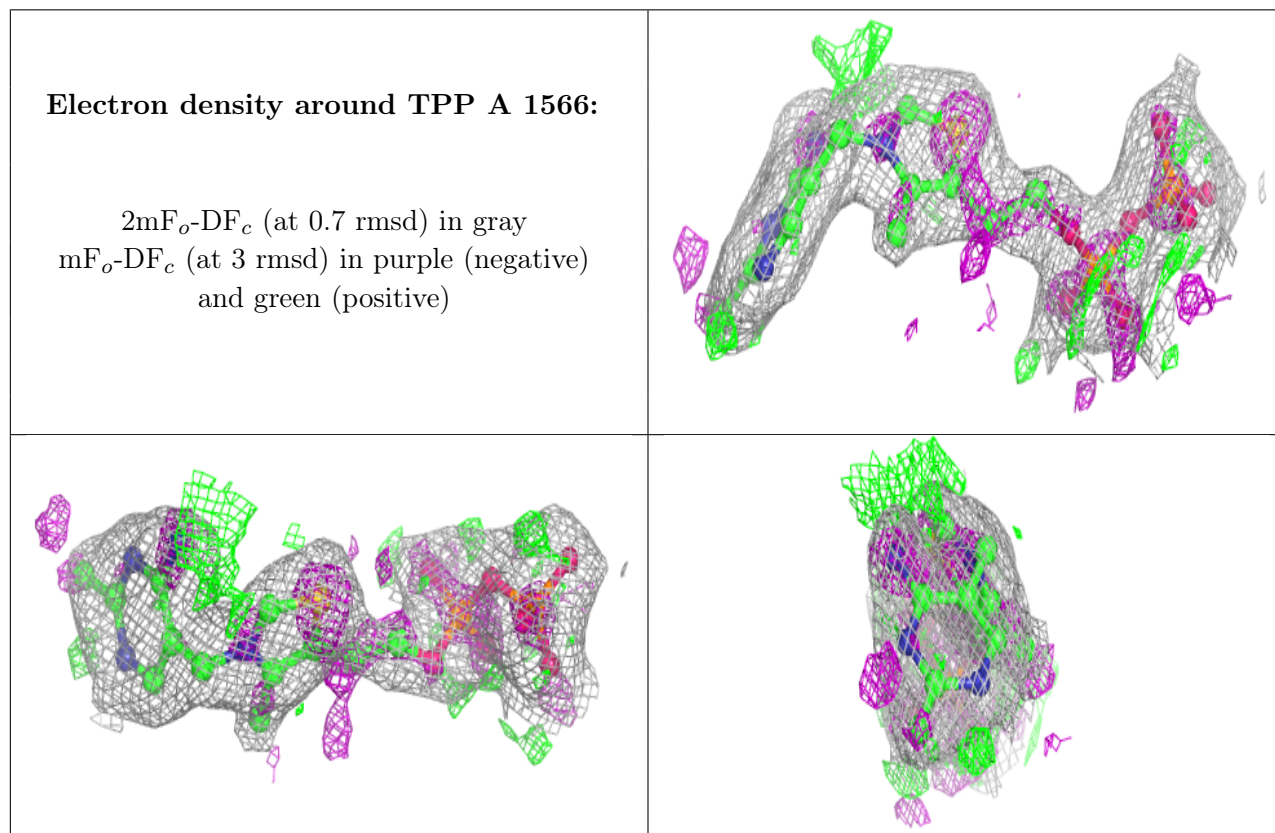 Electron density around TPP A 1566:
2mFo-DFc (at 0.7 rmsd) in gray
mFo-DFc (at 3 rmsd) in purple (negative)
and green (positive)